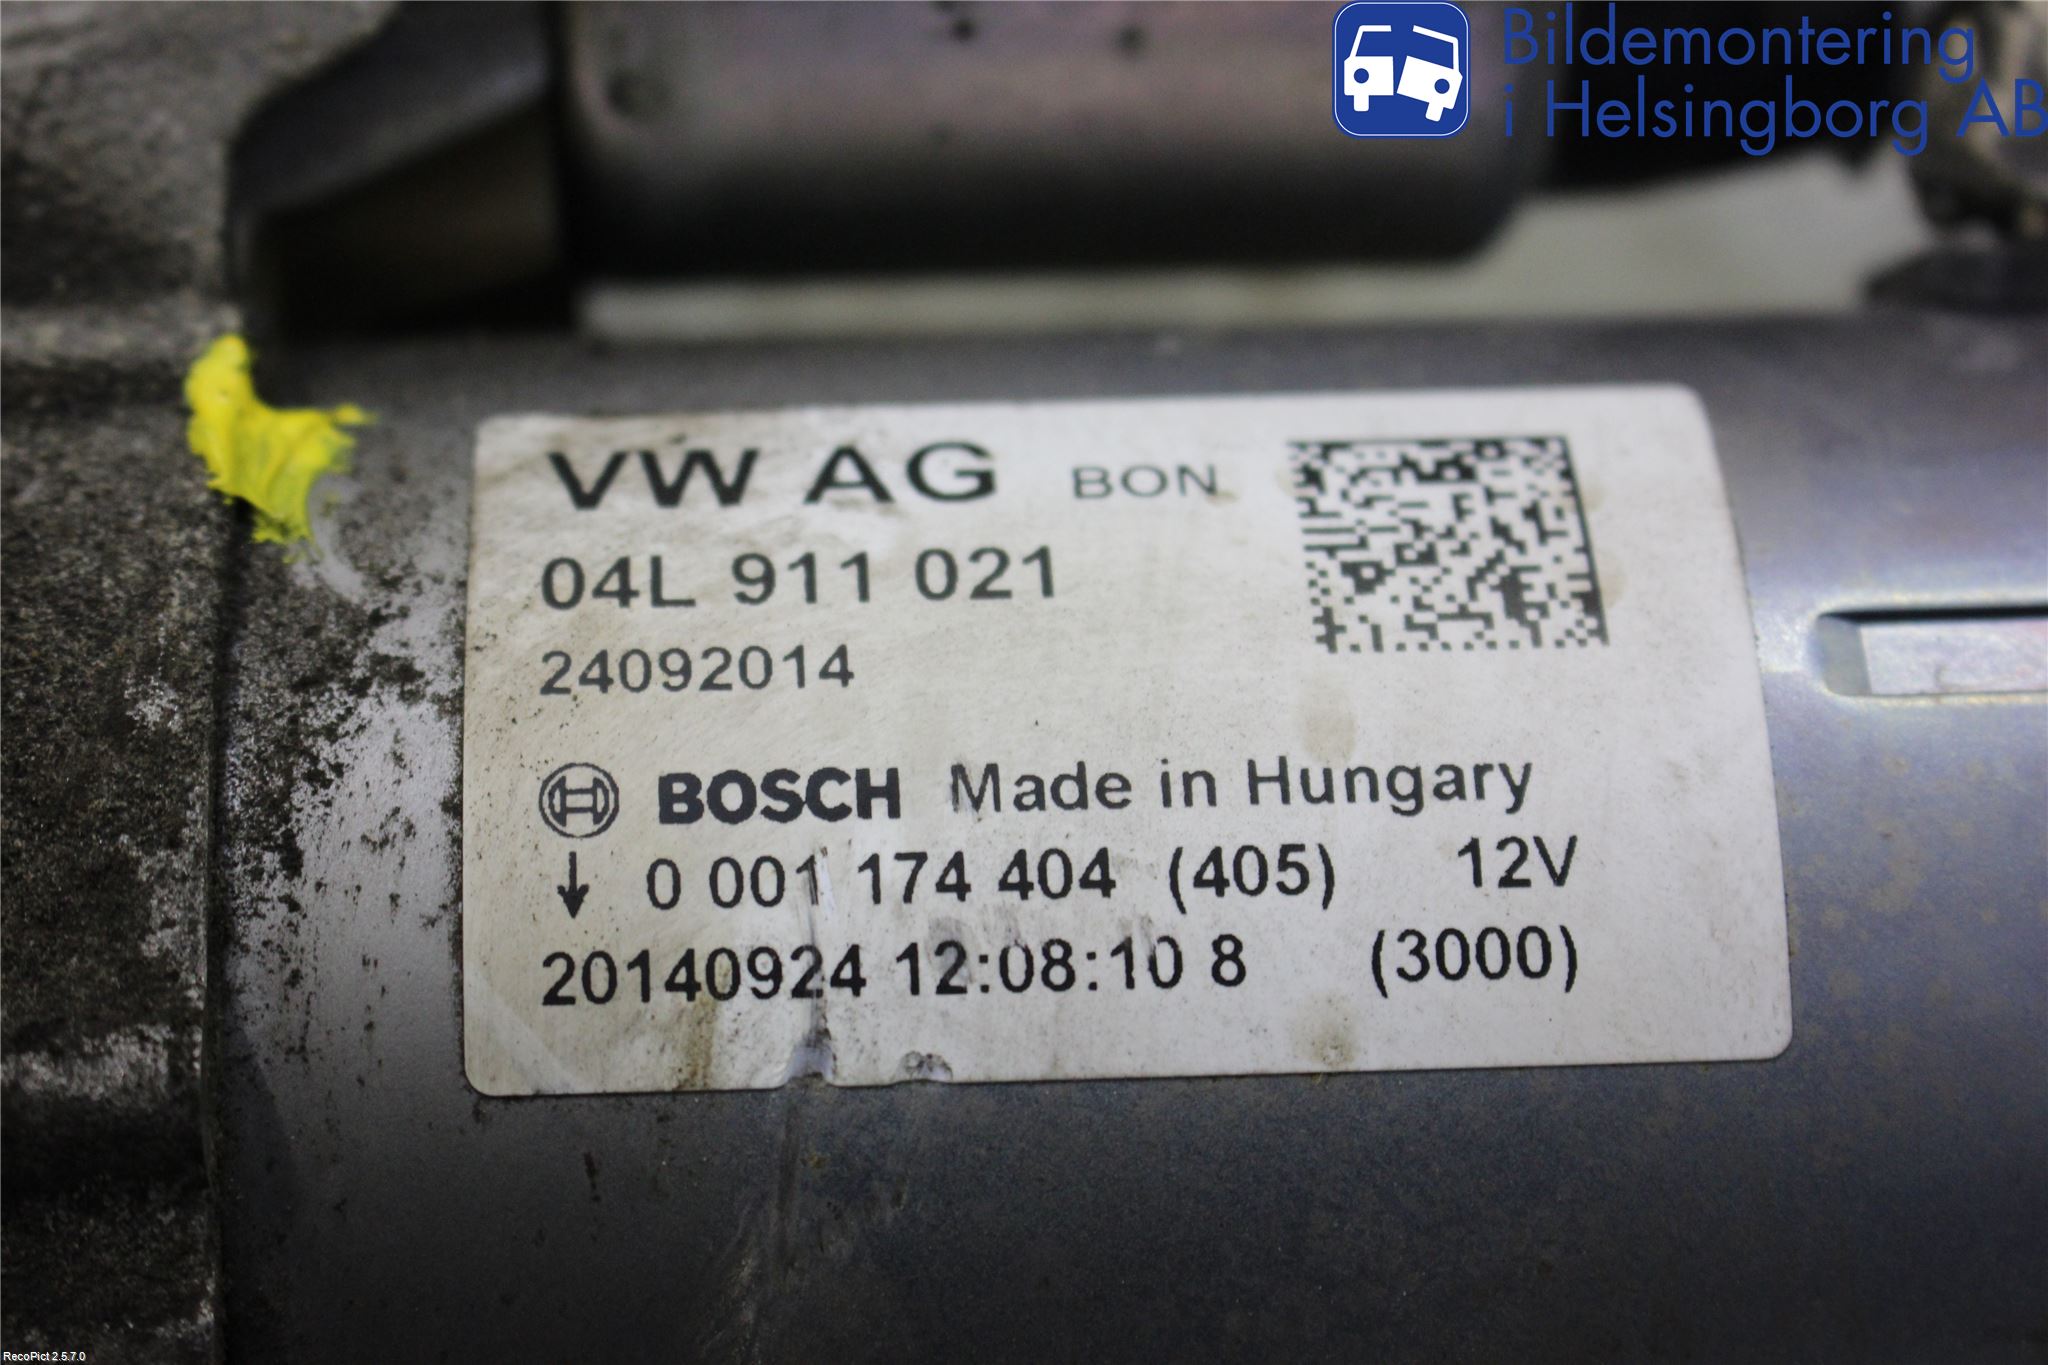 Bildemontering
i Helsingborg AB
VW AG BON
04L 911 021
24092014
BOSCH Made in Hungary
↓ 0 001 174 404 (405) 12V
20140924 12:08:10 8 (3000)
RecoPict 2.5.7.0